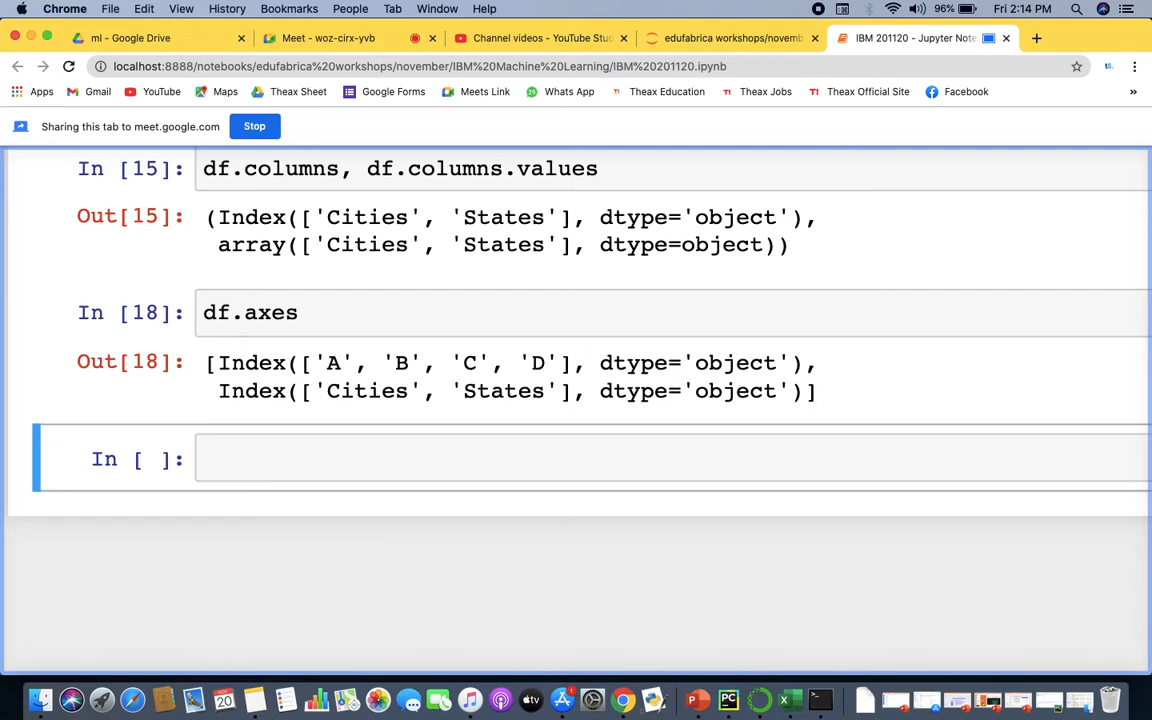 Chrome File Edit View History Bookmarks People Tab Window Help 96% Fri 2:14 PM
ml - Google Drive Meet - woz-cirx-yvb Channel videos - YouTube Stud edufabrica workshops/novemb IBM 201120 - Jupyter Note
localhost:8888/notebooks/edufabrica%20workshops/november/IBM%20Machine%20Learning/IBM%20201120.ipynb
Apps Gmail YouTube Maps Theax Sheet Google Forms Meets Link Whats App Theax Education Theax Jobs Theax Official Site Facebook »
Sharing this tab to meet.google.com Stop
In [15]: df.columns, df.columns.values
Out[15]: (Index(['Cities', 'States'], dtype='object'),
array(['Cities', 'States'], dtype=object))
In [18]: df.axes
Out[18]: [Index(['A', 'B', 'C', 'D'], dtype='object'),
Index(['Cities', 'States'], dtype='object')]
In [ ]: